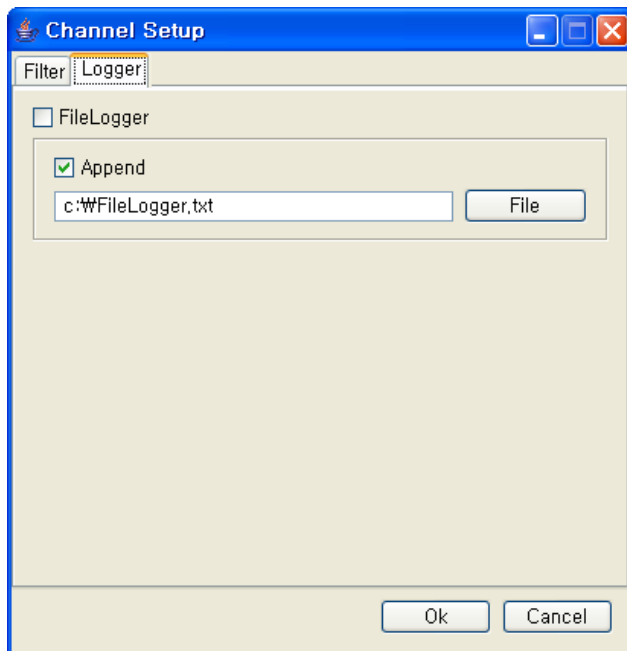 Channel Setup
Filter Logger
FileLogger
Append
c:₩FileLogger,txt File
Ok Cancel